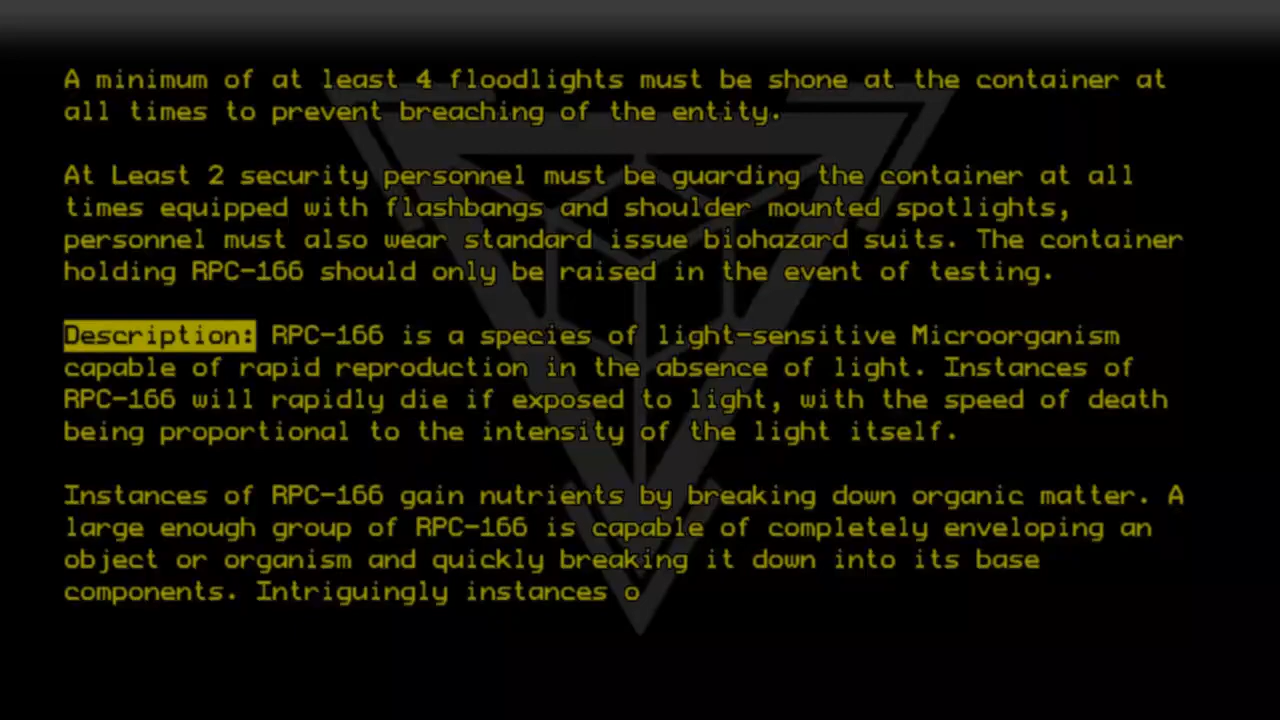 A minimum of at least 4 floodlights must be shone at the container at
all times to prevent breaching of the entity.
At Least 2 security personnel must be guarding the container at all
times equipped with flashbangs and shoulder mounted spotlights,
personnel must also wear standard issue biohazard suits. The container
holding RPC-166 should only be raised in the event of testing.
Description: RPC-166 is a species of light-sensitive Microorganism
capable of rapid reproduction in the absence of light. Instances of
RPC-166 will rapidly die if exposed to light, with the speed of death
being proportional to the intensity of the light itself.
Instances of RPC-166 gain nutrients by breaking down organic matter. A
large enough group of RPC-166 is capable of completely enveloping an
object or organism and quickly breaking it down into its base
components. Intriguingly instances o